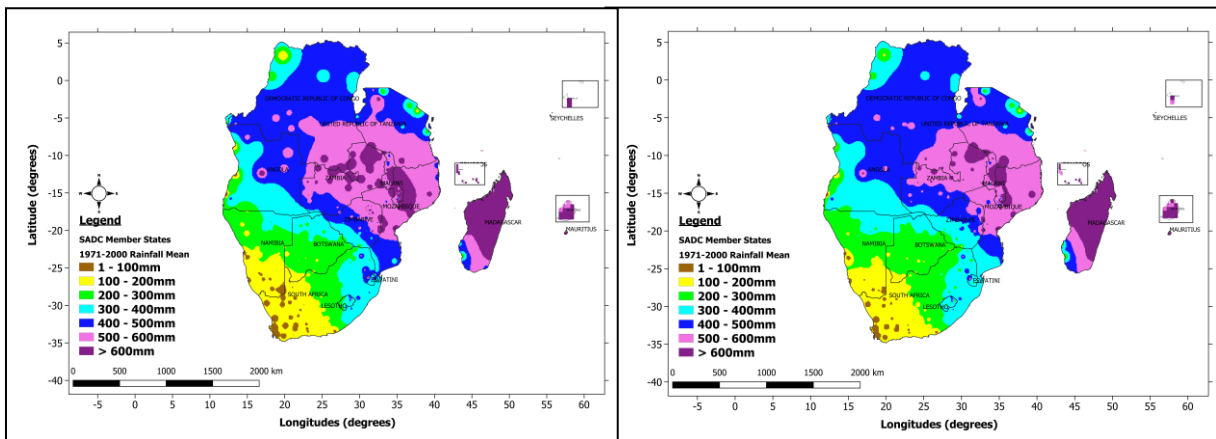 5
0
-5
-10
-15
-20
-25
-30
-35
-40
Latitude (degrees)
DEMOCRATIC REPUBLIC OF CONGO
UNITED REPUBLIC OF TANZANIA
SEYCHELLES
ANGOLA
ZAMBIA
MALAWI
MOZAMBIQUE
ZIMBABWE
MADAGASCAR
MAURITIUS
NAMIBIA
BOTSWANA
SOUTH AFRICA
LESOTHO
N
W
E
S
Legend
SADC Member States
1971-2000 Rainfall Mean
1 - 100mm
100 - 200mm
200 - 300mm
300 - 400mm
400 - 500mm
500 - 600mm
> 600mm
0 500 1000 1500 2000 km
-5 0 5 10 15 20 25 30 35 40 45 50 55 60
Longitudes (degrees)
5
0
-5
-10
-15
-20
-25
-30
-35
-40
Latitude (degrees)
DEMOCRATIC REPUBLIC OF CONGO
UNITED REPUBLIC OF TANZANIA
SEYCHELLES
ANGOLA
ZAMBIA
MALAWI
MOZAMBIQUE
ZIMBABWE
MADAGASCAR
MAURITIUS
NAMIBIA
BOTSWANA
ESWATINI
SOUTH AFRICA
LESOTHO
N
W
E
S
Legend
SADC Member States
1971-2000 Rainfall Mean
1 - 100mm
100 - 200mm
200 - 300mm
300 - 400mm
400 - 500mm
500 - 600mm
> 600mm
0 500 1000 1500 2000 km
-5 0 5 10 15 20 25 30 35 40 45 50 55 60
Longitudes (degrees)